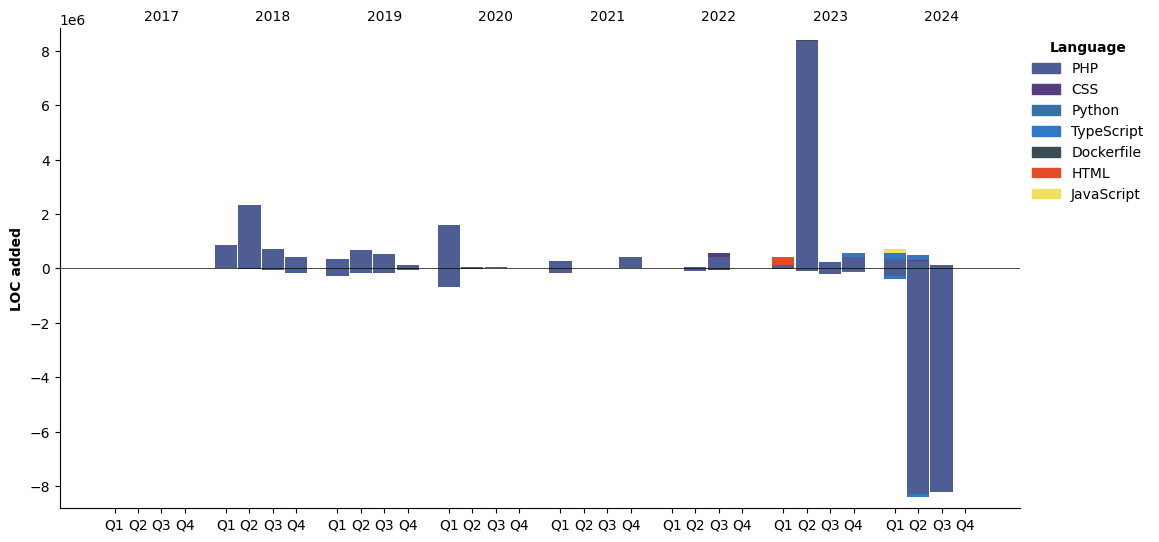 1e6
2017 2018 2019 2020 2021 2022 2023 2024
Language
PHP
CSS
Python
TypeScript
Dockerfile
HTML
JavaScript
LOC added
8
6
4
2
0
−2
−4
−6
−8
Q1 Q2 Q3 Q4 Q1 Q2 Q3 Q4 Q1 Q2 Q3 Q4 Q1 Q2 Q3 Q4 Q1 Q2 Q3 Q4 Q1 Q2 Q3 Q4 Q1 Q2 Q3 Q4 Q1 Q2 Q3 Q4